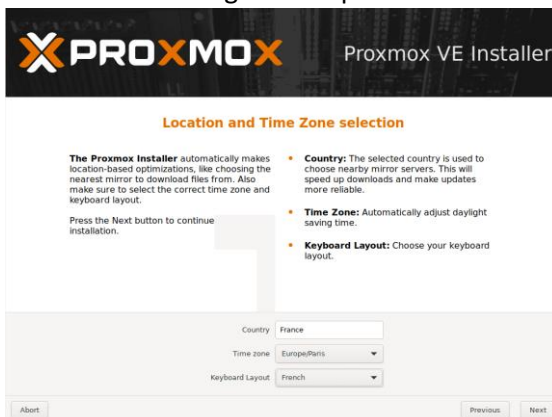 PROXMOX
Proxmox VE Installer
Location and Time Zone selection
The Proxmox Installer automatically makes
location-based optimizations, like choosing the
nearest mirror to download files from. Also
make sure to select the correct time zone and
keyboard layout.
Press the Next button to continue
installation.
• Country: The selected country is used to
choose nearby mirror servers. This will
speed up downloads and make updates
more reliable.
• Time Zone: Automatically adjust daylight
saving time.
• Keyboard Layout: Choose your keyboard
layout.
Country France
Time zone Europe/Paris
Keyboard Layout French
Abort Previous Next